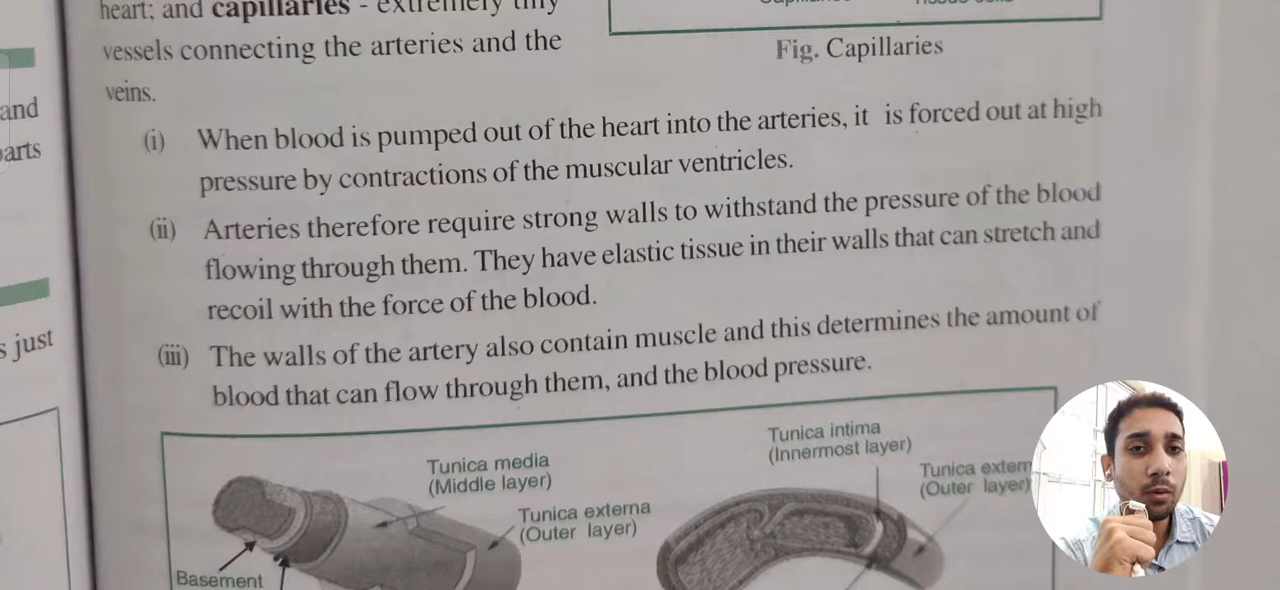 heart; and capillaries - extremely tiny
vessels connecting the arteries and the
veins.
Fig. Capillaries
and
parts
s just
(i) When blood is pumped out of the heart into the arteries, it is forced out at high
pressure by contractions of the muscular ventricles.
(ii) Arteries therefore require strong walls to withstand the pressure of the blood
flowing through them. They have elastic tissue in their walls that can stretch and
recoil with the force of the blood.
(iii) The walls of the artery also contain muscle and this determines the amount of
blood that can flow through them, and the blood pressure.
Tunica media
(Middle layer)
Tunica externa
(Outer layer)
Basement
Tunica intima
(Innermost layer)
Tunica extern
(Outer layer)